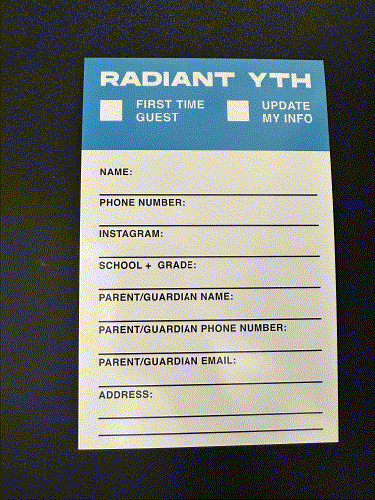 RADIANT YTH
FIRST TIME
GUEST
UPDATE
MY INFO
NAME:
PHONE NUMBER:
INSTAGRAM:
SCHOOL + GRADE:
PARENT/GUARDIAN NAME:
PARENT/GUARDIAN PHONE NUMBER:
PARENT/GUARDIAN EMAIL:
ADDRESS: